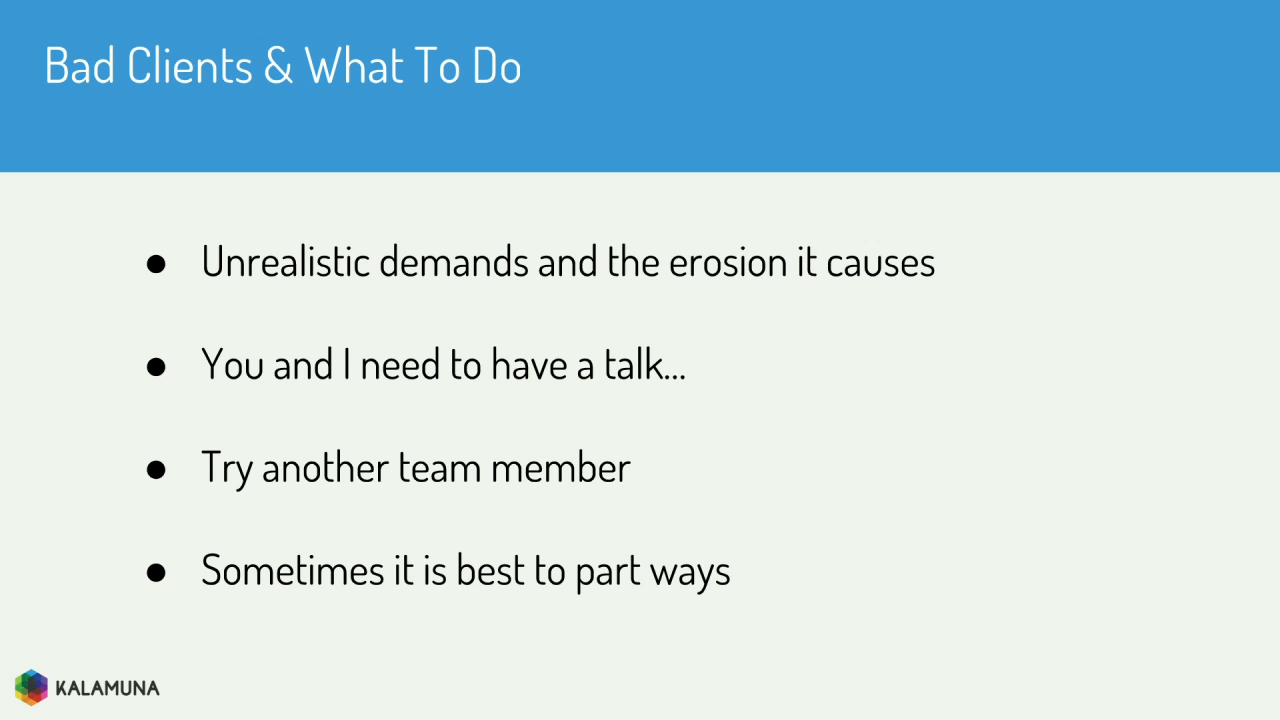 Bad Clients & What To Do
● Unrealistic demands and the erosion it causes
● You and I need to have a talk...
● Try another team member
● Sometimes it is best to part ways
KALAMUNA